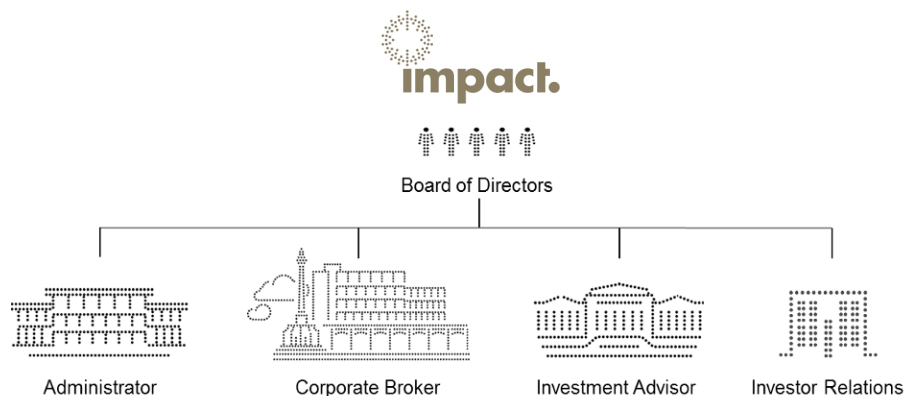 impact.
Board of Directors
Administrator
Corporate Broker
Investment Advisor
Investor Relations